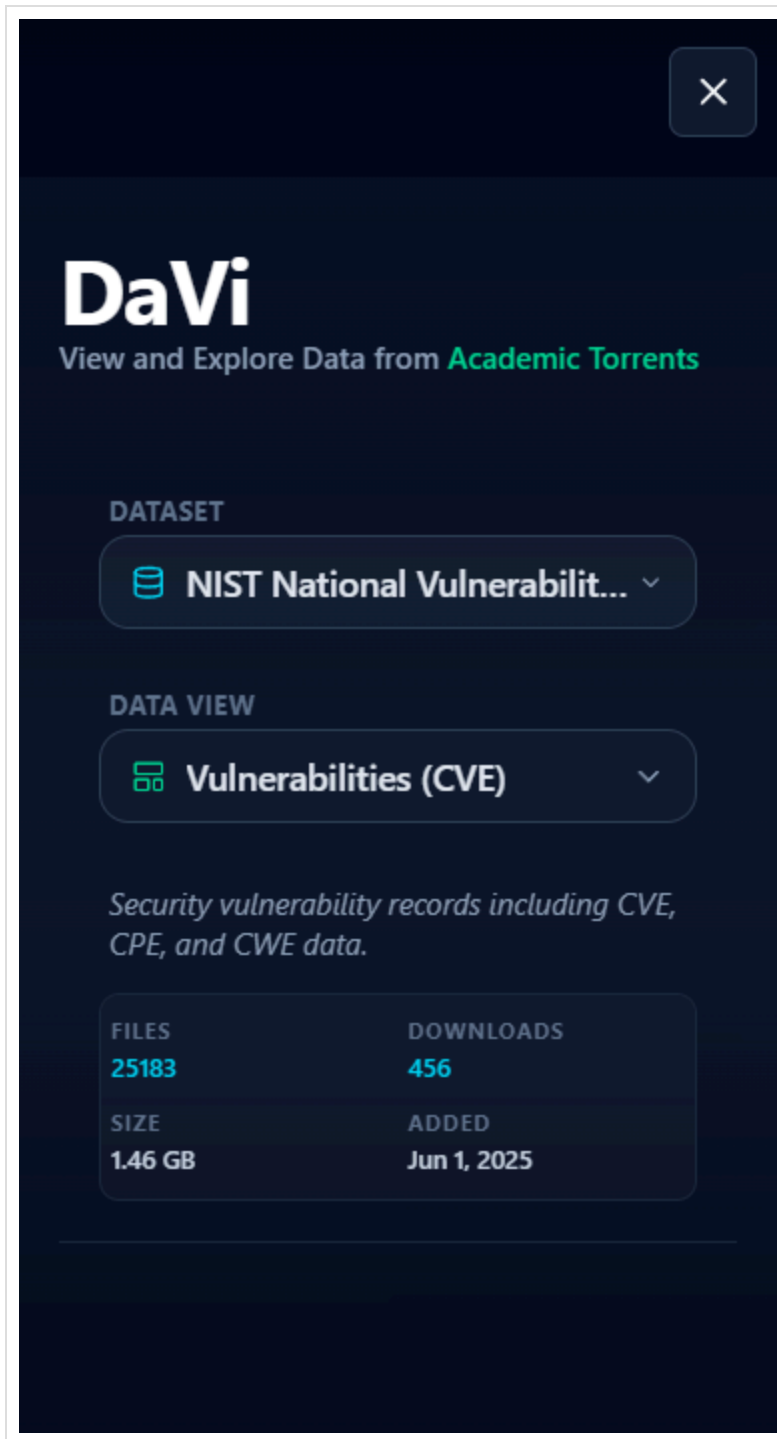 DaVi
View and Explore Data from Academic Torrents
DATASET
NIST National Vulnerabilit...
DATA VIEW
Vulnerabilities (CVE)
Security vulnerability records including CVE,
CPE, and CWE data.
FILES DOWNLOADS
25183 456
SIZE ADDED
1.46 GB Jun 1, 2025